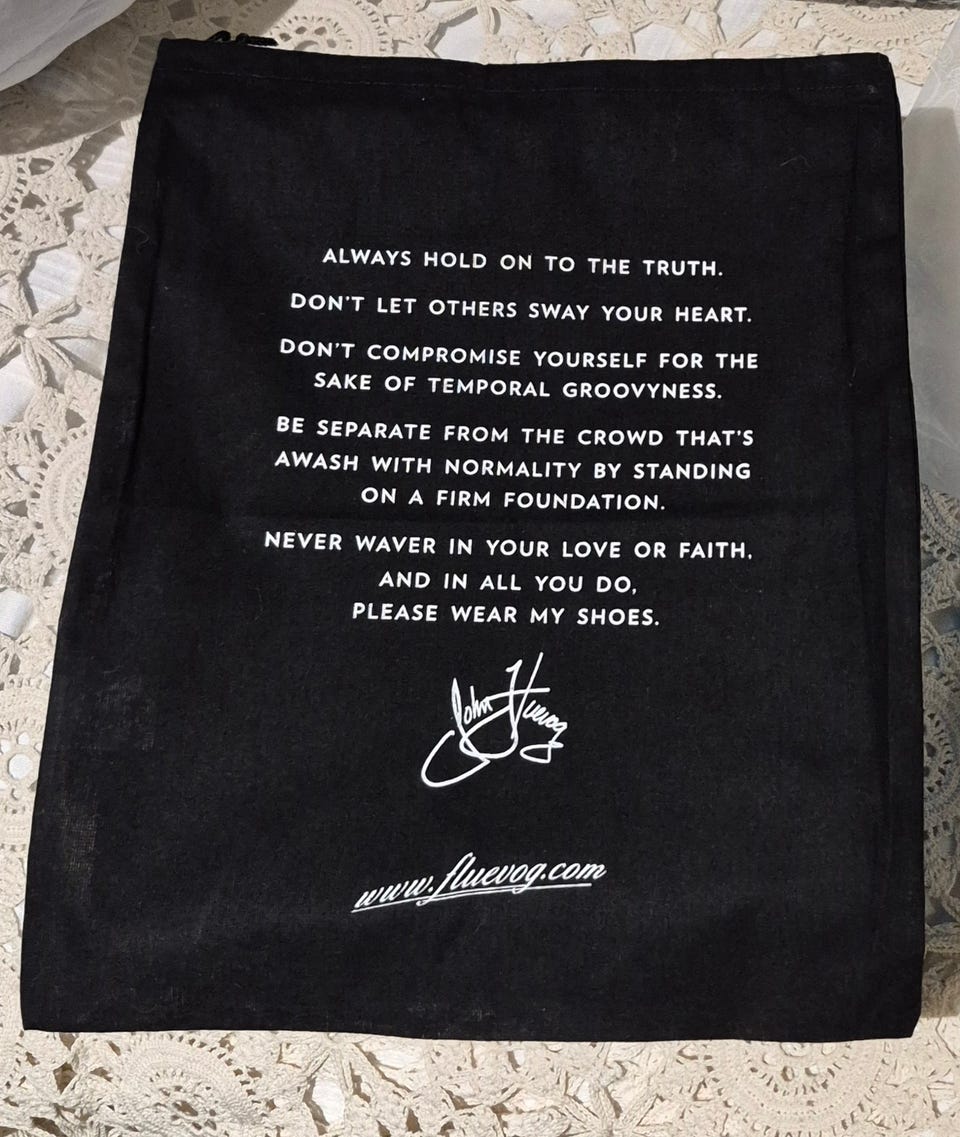 ALWAYS HOLD ON TO THE TRUTH.
DON'T LET OTHERS SWAY YOUR HEART.
DON'T COMPROMISE YOURSELF FOR THE
SAKE OF TEMPORAL GROOVYNESS.
BE SEPARATE FROM THE CROWD THAT'S
AWASH WITH NORMALITY BY STANDING
ON A FIRM FOUNDATION.
NEVER WAVER IN YOUR LOVE OR FAITH,
AND IN ALL YOU DO,
PLEASE WEAR MY SHOES.
John Fluevog
www.fluevog.com